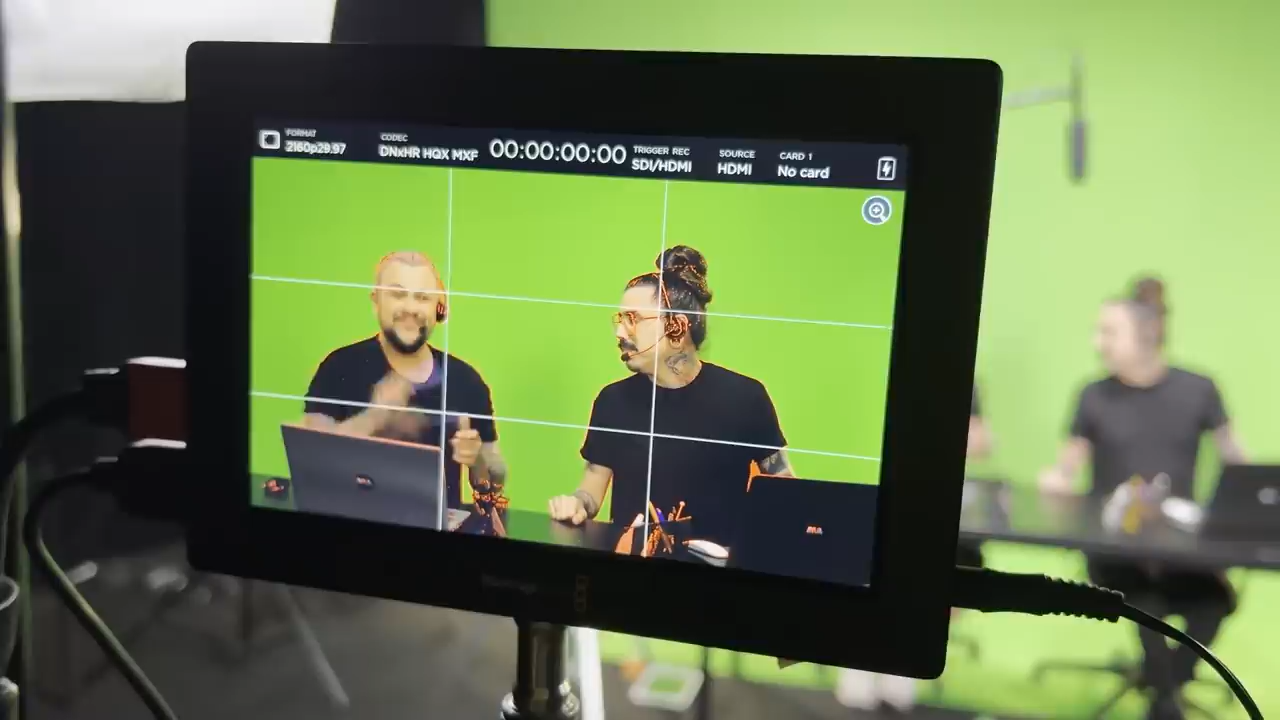 FORMAT
2160p29.97
CODEC
DNxHR HQX MXF
00:00:00:00
TRIGGER REC
SDI/HDMI
SOURCE
HDMI
CARD 1
No card